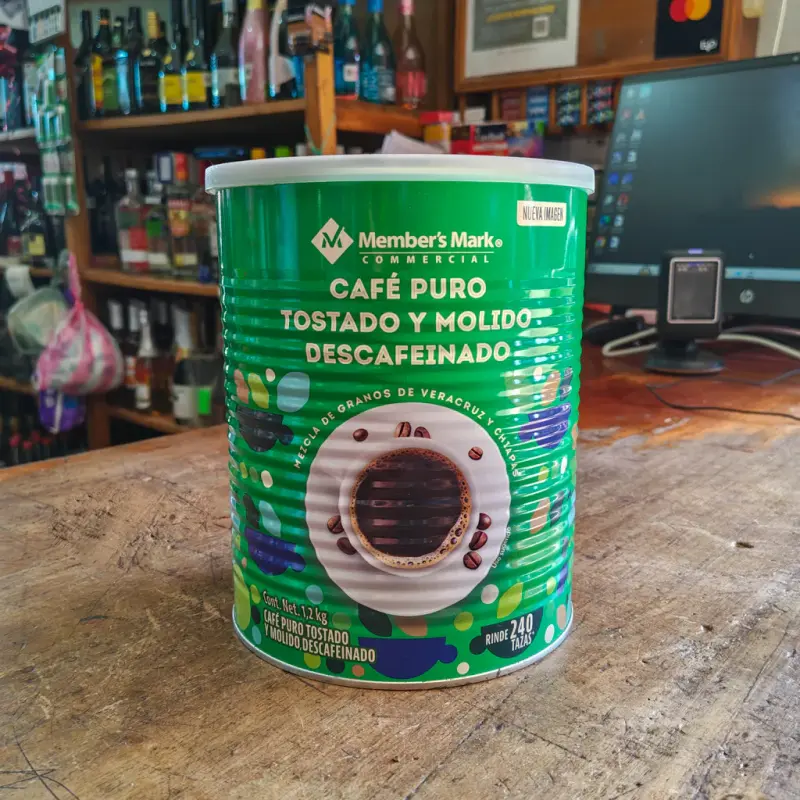 NUEVA IMAGEN
Member's Mark®
COMMERCIAL
CAFÉ PURO
TOSTADO Y MOLIDO
DESCAFEINADO
MEZCLA DE GRANOS DE VERACRUZ Y CHIAPAS
Cont. Net. 1,2 kg
CAFÉ PURO TOSTADO
Y MOLIDO, DESCAFEINADO
RINDE 240
TAZAS*
hp